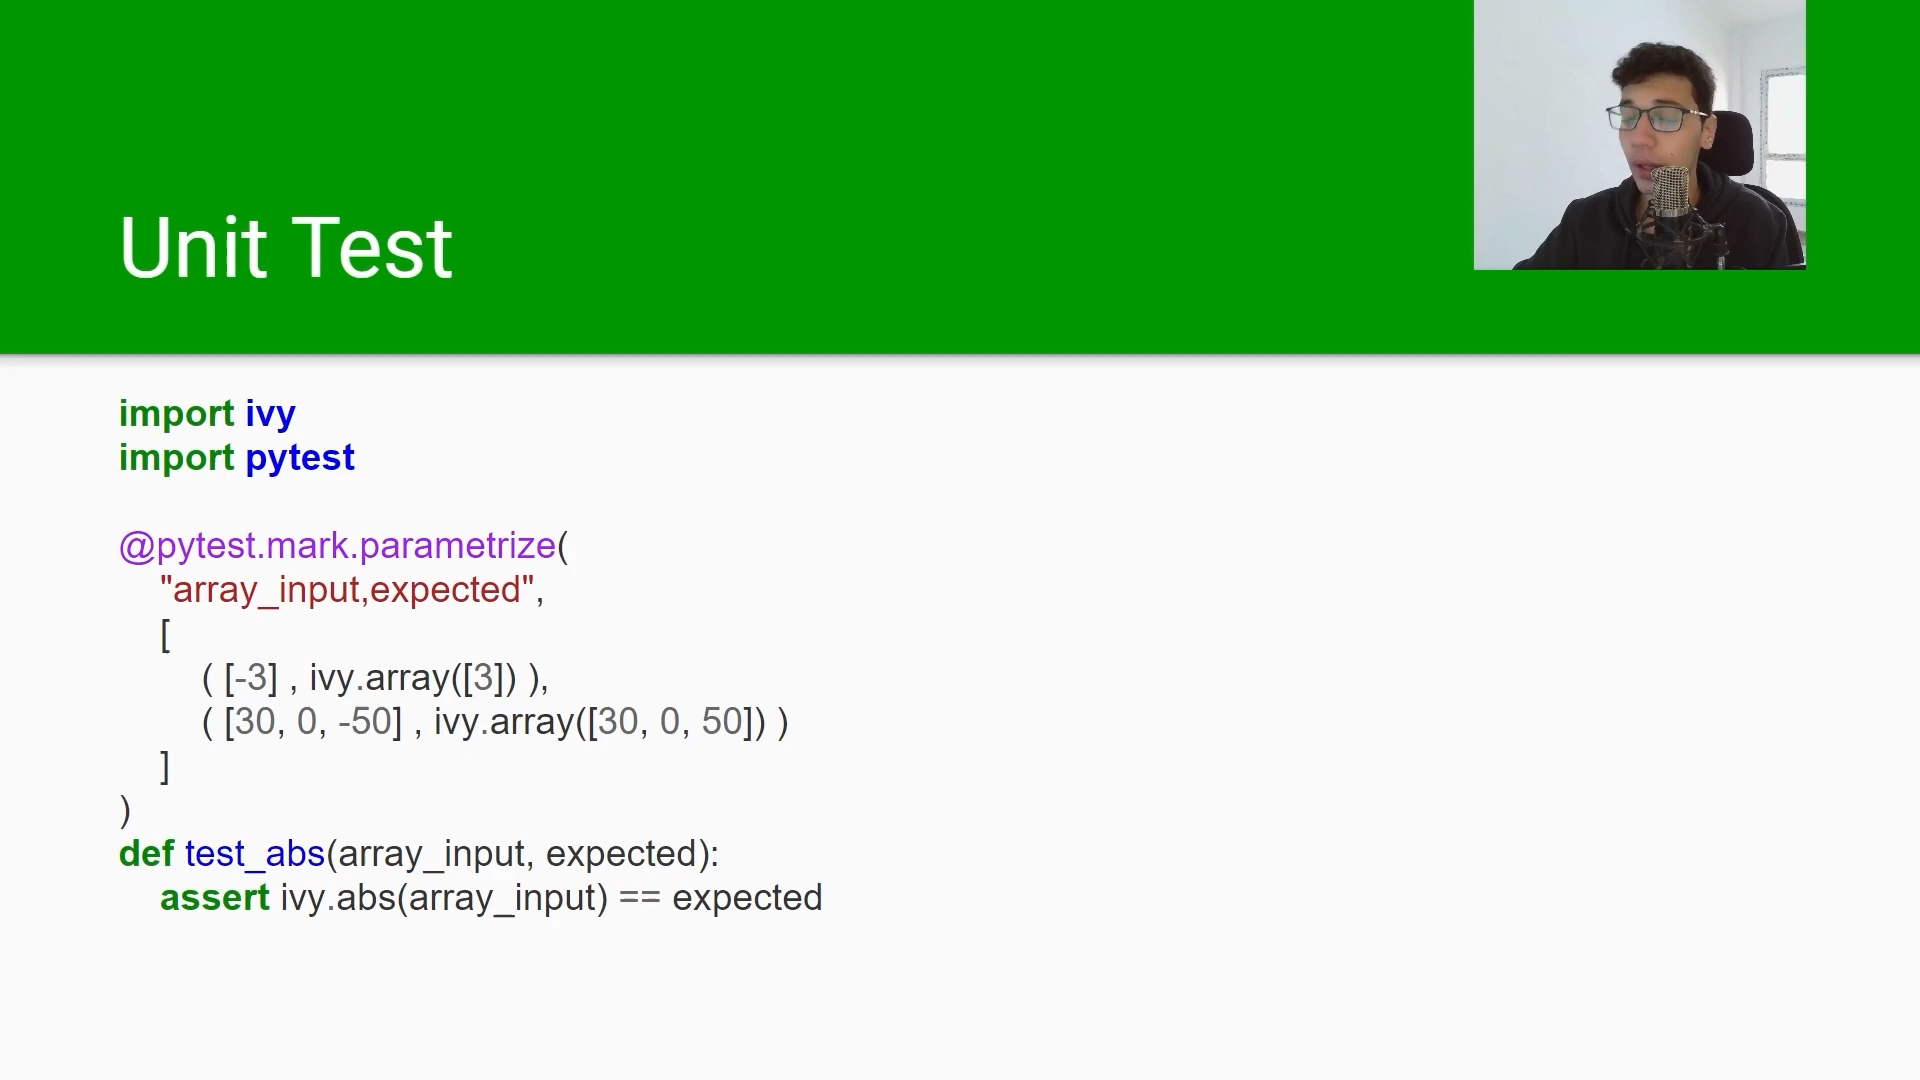 Unit Test
import ivy
import pytest
@pytest.mark.parametrize(
"array_input,expected",
[
( [-3] , ivy.array([3]) ),
( [30, 0, -50] , ivy.array([30, 0, 50]) )
]
)
def test_abs(array_input, expected):
assert ivy.abs(array_input) == expected